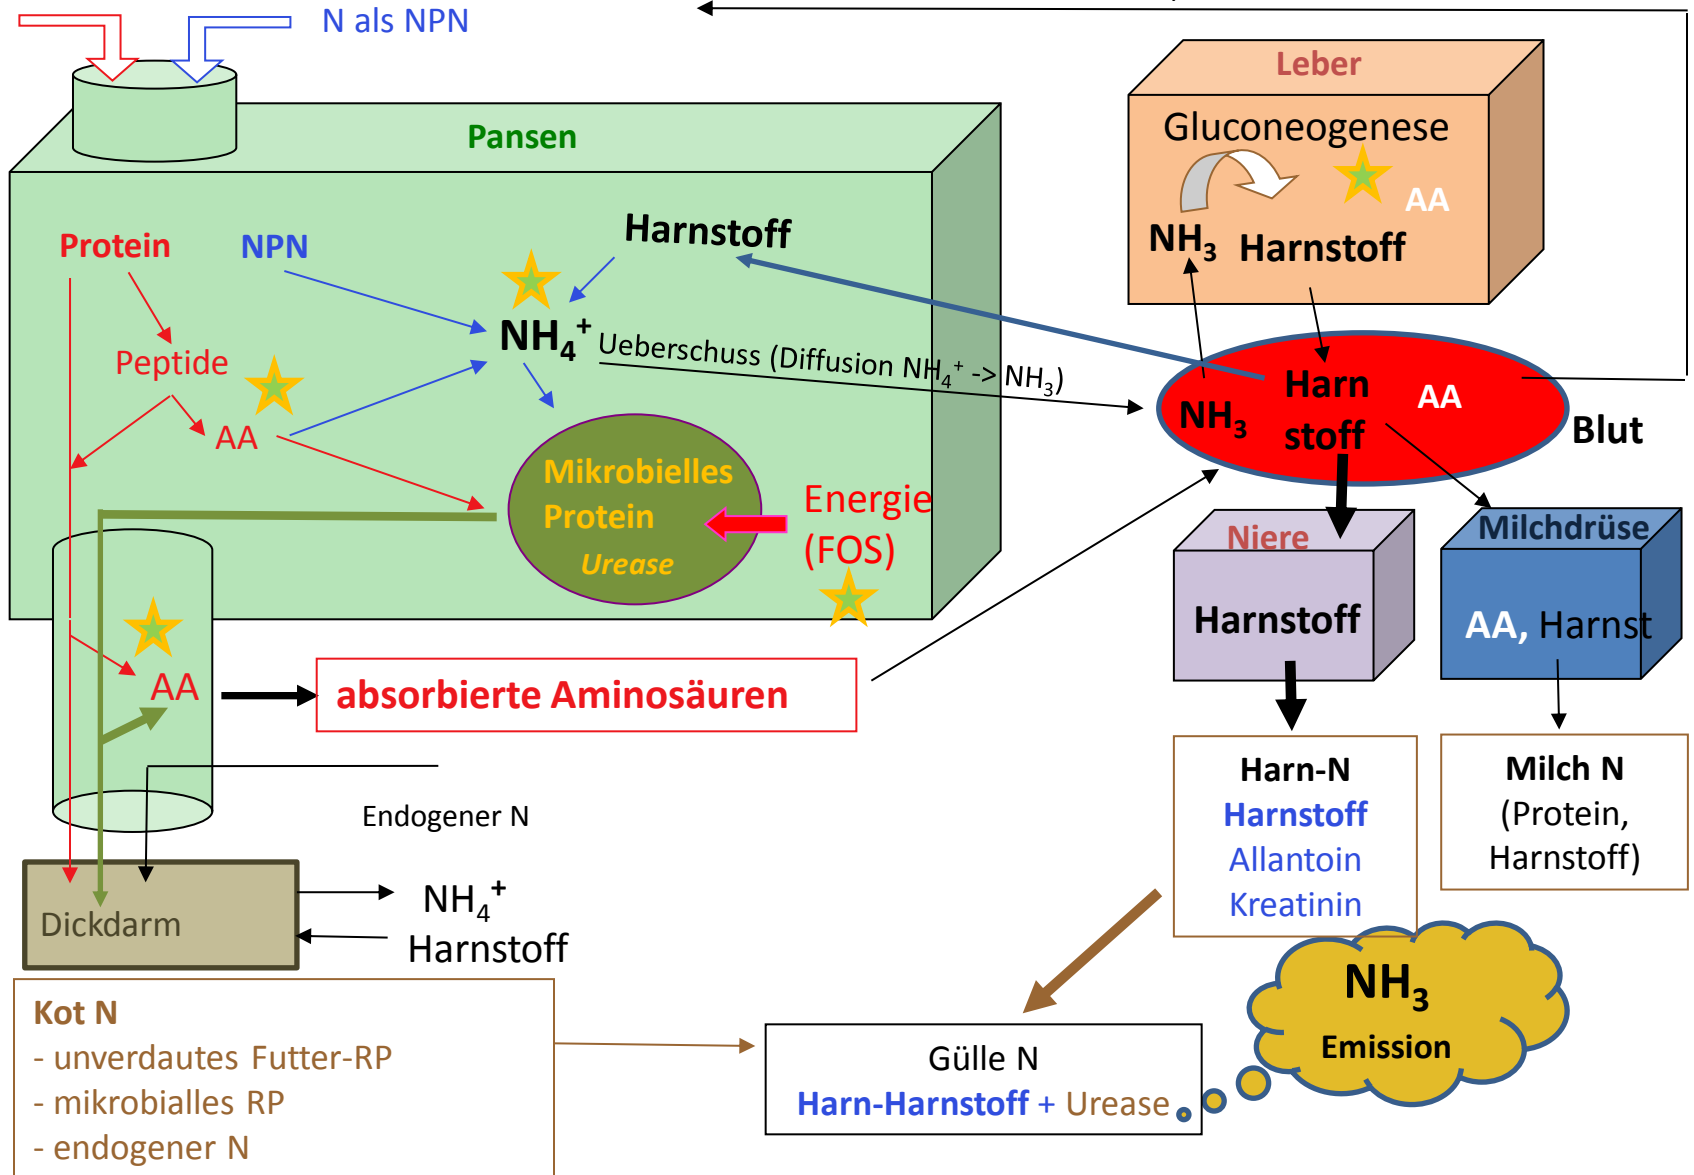 N als NPN
Pansen
Protein
NPN
Harnstoff
NH₄⁺
Ueberschuss (Diffusion NH₄⁺ -> NH₃)
Peptide
AA
Mikrobielles
Protein
Urease
Energie
(FOS)
AA
absorbierte Aminosäuren
Endogener N
Dickdarm
NH₄⁺
Harnstoff
Kot N
- unverdautes Futter-RP
- mikrobialles RP
- endogener N
Leber
Gluconeogenese
AA
NH₃
Harnstoff
NH₃
Harn
stoff
AA
Blut
Niere
Harnstoff
Milchdrüse
AA, Harnst
Harn-N
Harnstoff
Allantoin
Kreatinin
Milch N
(Protein,
Harnstoff)
NH₃
Emission
Gülle N
Harn-Harnstoff + Urease